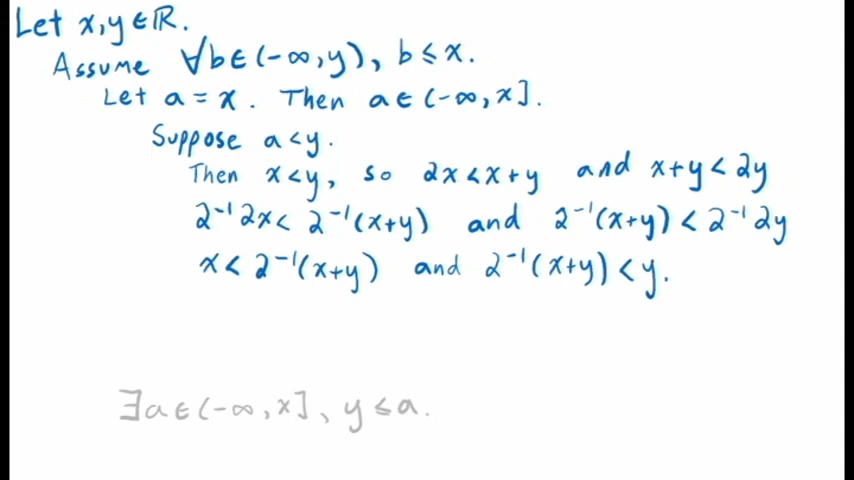 Let x,y∈ℝ.
Assume ∀b∈(-∞,y), b≤x.
Let a=x. Then a∈(-∞,x].
Suppose a<y.
Then x<y, so 2x<x+y and x+y<2y
2⁻¹2x<2⁻¹(x+y) and 2⁻¹(x+y)<2⁻¹2y
x<2⁻¹(x+y) and 2⁻¹(x+y)<y.
∃a∈(-∞,x], y≤a.